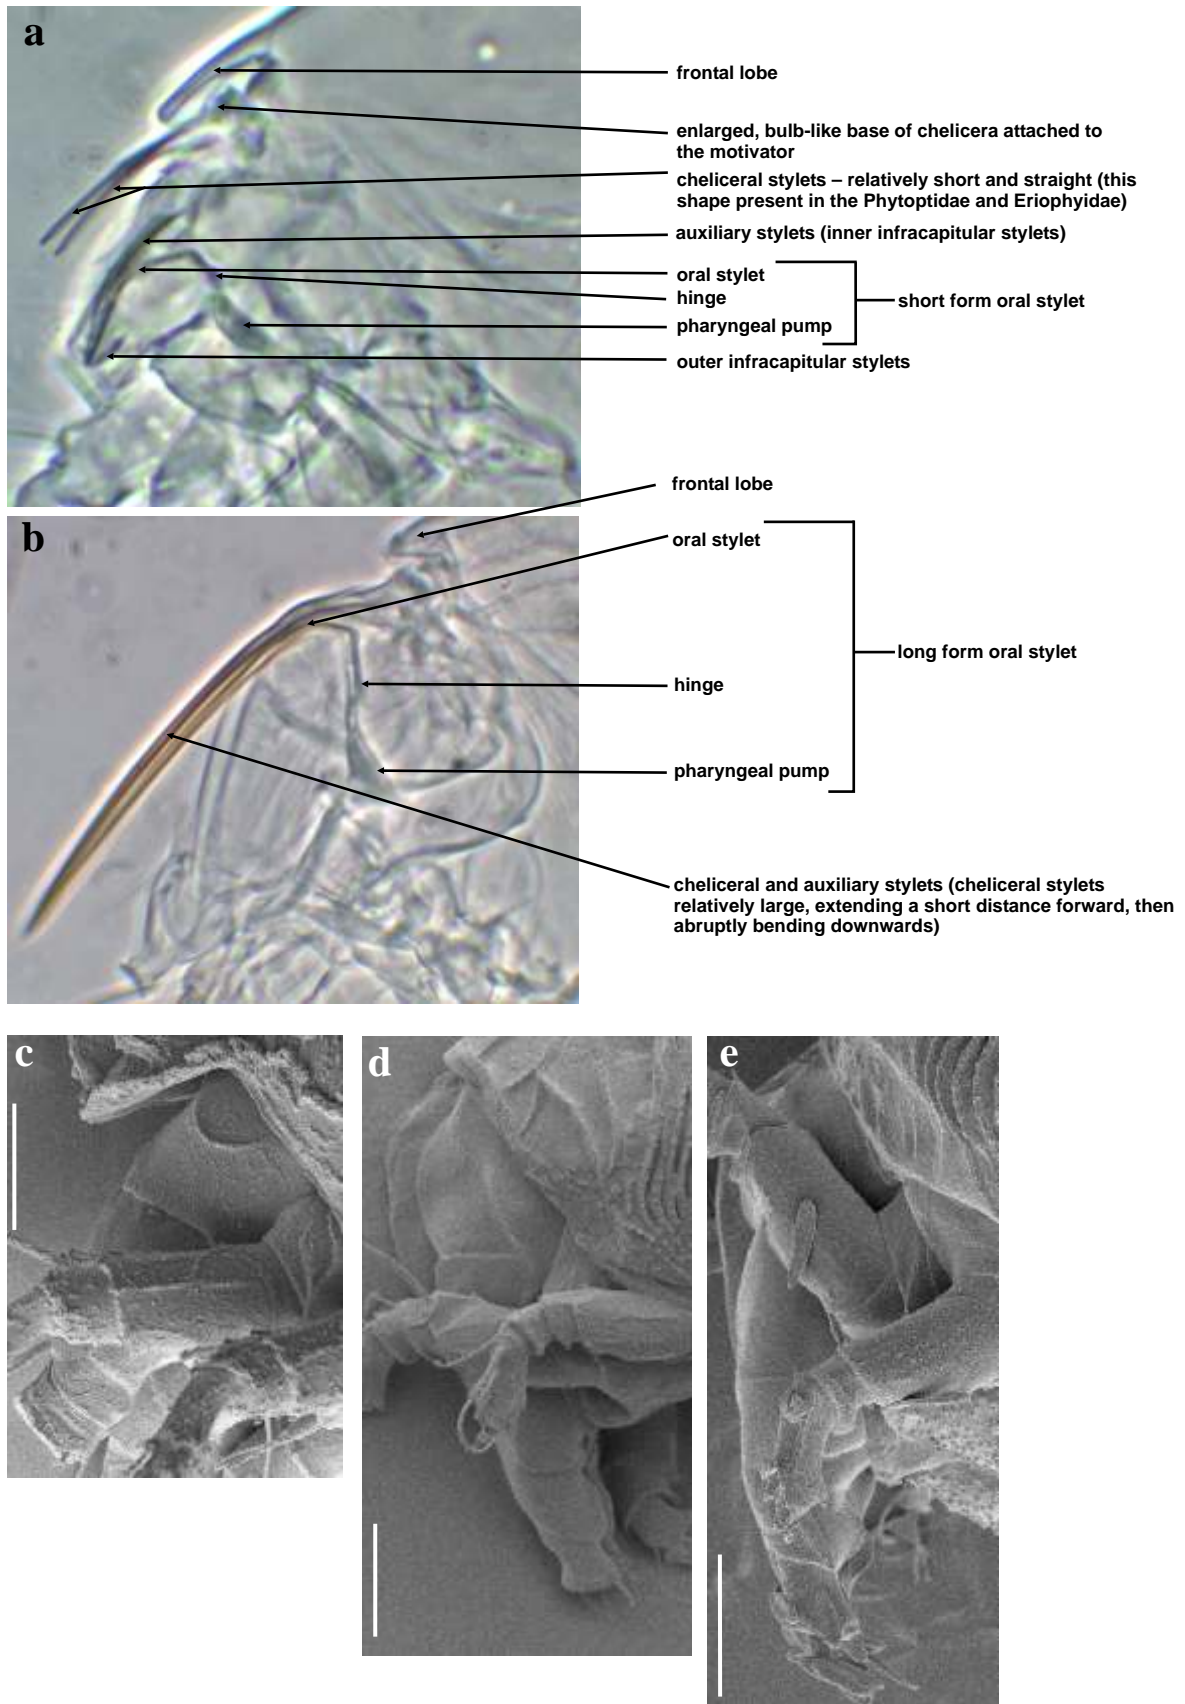 a
frontal lobe
enlarged, bulb-like base of chelicera attached to
the motivator
cheliceral stylets – relatively short and straight (this
shape present in the Phytoptidae and Eriophyidae)
auxiliary stylets (inner infracapitular stylets)
oral stylet
hinge
short form oral stylet
pharyngeal pump
outer infracapitular stylets
frontal lobe
b
oral stylet
long form oral stylet
hinge
pharyngeal pump
cheliceral and auxiliary stylets (cheliceral stylets
relatively large, extending a short distance forward, then
abruptly bending downwards)
c
d
e